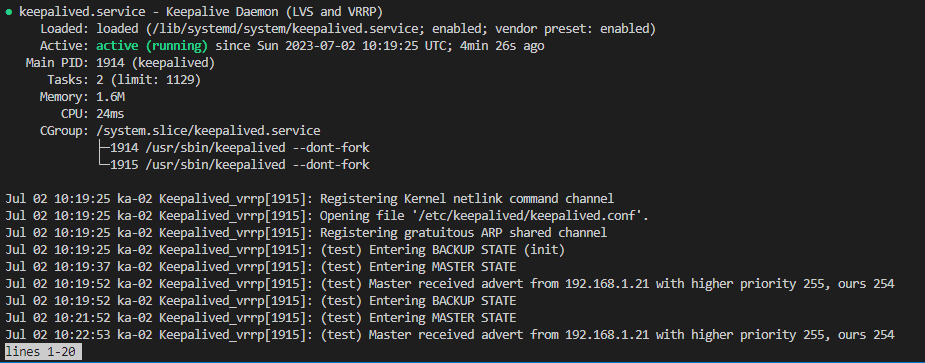 ● keepalived.service - Keepalive Daemon (LVS and VRRP)
Loaded: loaded (/lib/systemd/system/keepalived.service; enabled; vendor preset: enabled)
Active: active (running) since Sun 2023-07-02 10:19:25 UTC; 4min 26s ago
Main PID: 1914 (keepalived)
Tasks: 2 (limit: 1129)
Memory: 1.6M
CPU: 24ms
CGroup: /system.slice/keepalived.service
├─1914 /usr/sbin/keepalived --dont-fork
└─1915 /usr/sbin/keepalived --dont-fork
Jul 02 10:19:25 ka-02 Keepalived_vrrp[1915]: Registering Kernel netlink command channel
Jul 02 10:19:25 ka-02 Keepalived_vrrp[1915]: Opening file '/etc/keepalived/keepalived.conf'.
Jul 02 10:19:25 ka-02 Keepalived_vrrp[1915]: Registering gratuitous ARP shared channel
Jul 02 10:19:25 ka-02 Keepalived_vrrp[1915]: (test) Entering BACKUP STATE (init)
Jul 02 10:19:37 ka-02 Keepalived_vrrp[1915]: (test) Entering MASTER STATE
Jul 02 10:19:52 ka-02 Keepalived_vrrp[1915]: (test) Master received advert from 192.168.1.21 with higher priority 255, ours 254
Jul 02 10:19:52 ka-02 Keepalived_vrrp[1915]: (test) Entering BACKUP STATE
Jul 02 10:21:52 ka-02 Keepalived_vrrp[1915]: (test) Entering MASTER STATE
Jul 02 10:22:53 ka-02 Keepalived_vrrp[1915]: (test) Master received advert from 192.168.1.21 with higher priority 255, ours 254
lines 1-20